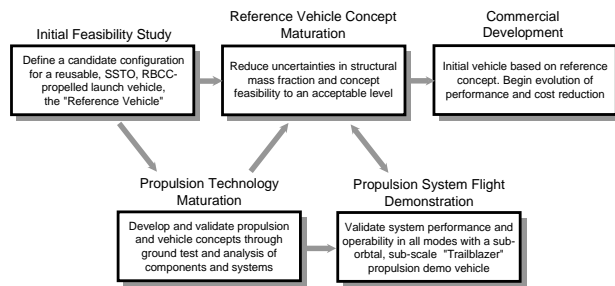 Initial Feasibility Study
Define a candidate configuration
for a reusable, SSTO, RBCC-
propelled launch vehicle,
the "Reference Vehicle"
Reference Vehicle Concept
Maturation
Reduce uncertainties in structural
mass fraction and concept
feasibility to an acceptable level
Commercial
Development
Initial vehicle based on reference
concept. Begin evolution of
performance and cost reduction
Propulsion Technology
Maturation
Develop and validate propulsion
and vehicle concepts through
ground test and analysis of
components and systems
Propulsion System Flight
Demonstration
Validate system performance
and operability in all modes with a sub-
orbtal, sub-scale "Trailblazer"
propulsion demo vehicle